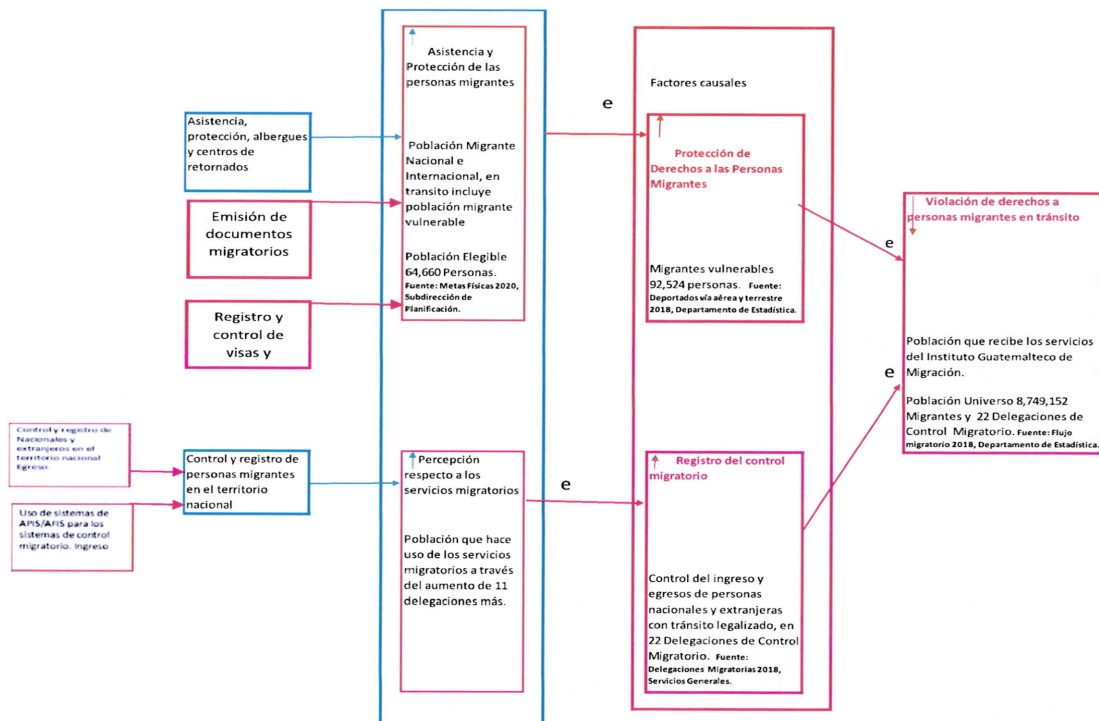 Asistencia,
protección, albergues
y centros de
retornados
Emisión de
documentos
migratorios
Registro y
control de
visas y
Control y registro de
Nacionales y
extranjeros en el
territorio nacional
Egreso.
Uso de sistemas de
APIS/AFIS para los
sistemas de control
migratorio. Ingreso
Control y registro de
personas migrantes
en el territorio
nacional
Asistencia y
Protección de las
personas migrantes
Población Migrante
Nacional e
Internacional, en
transito incluye
población migrante
vulnerable
Población Elegible
64,660 Personas.
Fuente: Metas Físicas 2020,
Subdirección de
Planificación.
Percepción
respecto a los
servicios migratorios
Población que hace
uso de los servicios
migratorios a través
del aumento de 11
delegaciones más.
e
e
Factores causales
Protección de
Derechos a las Personas
Migrantes
Migrantes vulnerables
92,524 personas. Fuente:
Deportados vía aérea y terrestre
2018, Departamento de Estadística.
Registro del control
migratorio
Control del ingreso y
egresos de personas
nacionales y extranjeras
con tránsito legalizado, en
22 Delegaciones de Control
Migratorio. Fuente:
Delegaciones Migratorias 2018,
Servicios Generales.
e
e
Violación de derechos a
personas migrantes en tránsito
Población que recibe los servicios
del Instituto Guatemalteco de
Migración.
Población Universo 8,749,152
Migrantes y 22 Delegaciones de
Control Migratorio. Fuente: Flujo
migratorio 2018, Departamento de Estadística.